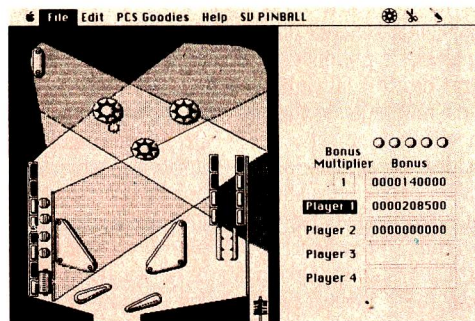 File Edit PCS Goodies Help SW PINBALL
Bonus
Multiplier Bonus
1 0000140000
Player 1 0000208500
Player 2 0000000000
Player 3
Player 4